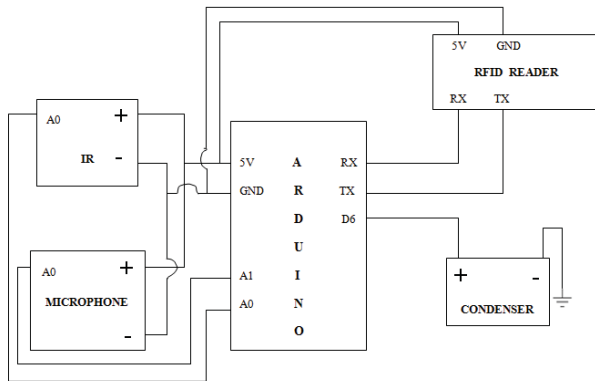 5V GND
RFID READER
RX TX
A0 +
-
IR
5V
GND
A1
A0
A
R
D
U
I
N
O
RX
TX
D6
A0 +
MICROPHONE
-
+ -
CONDENSER